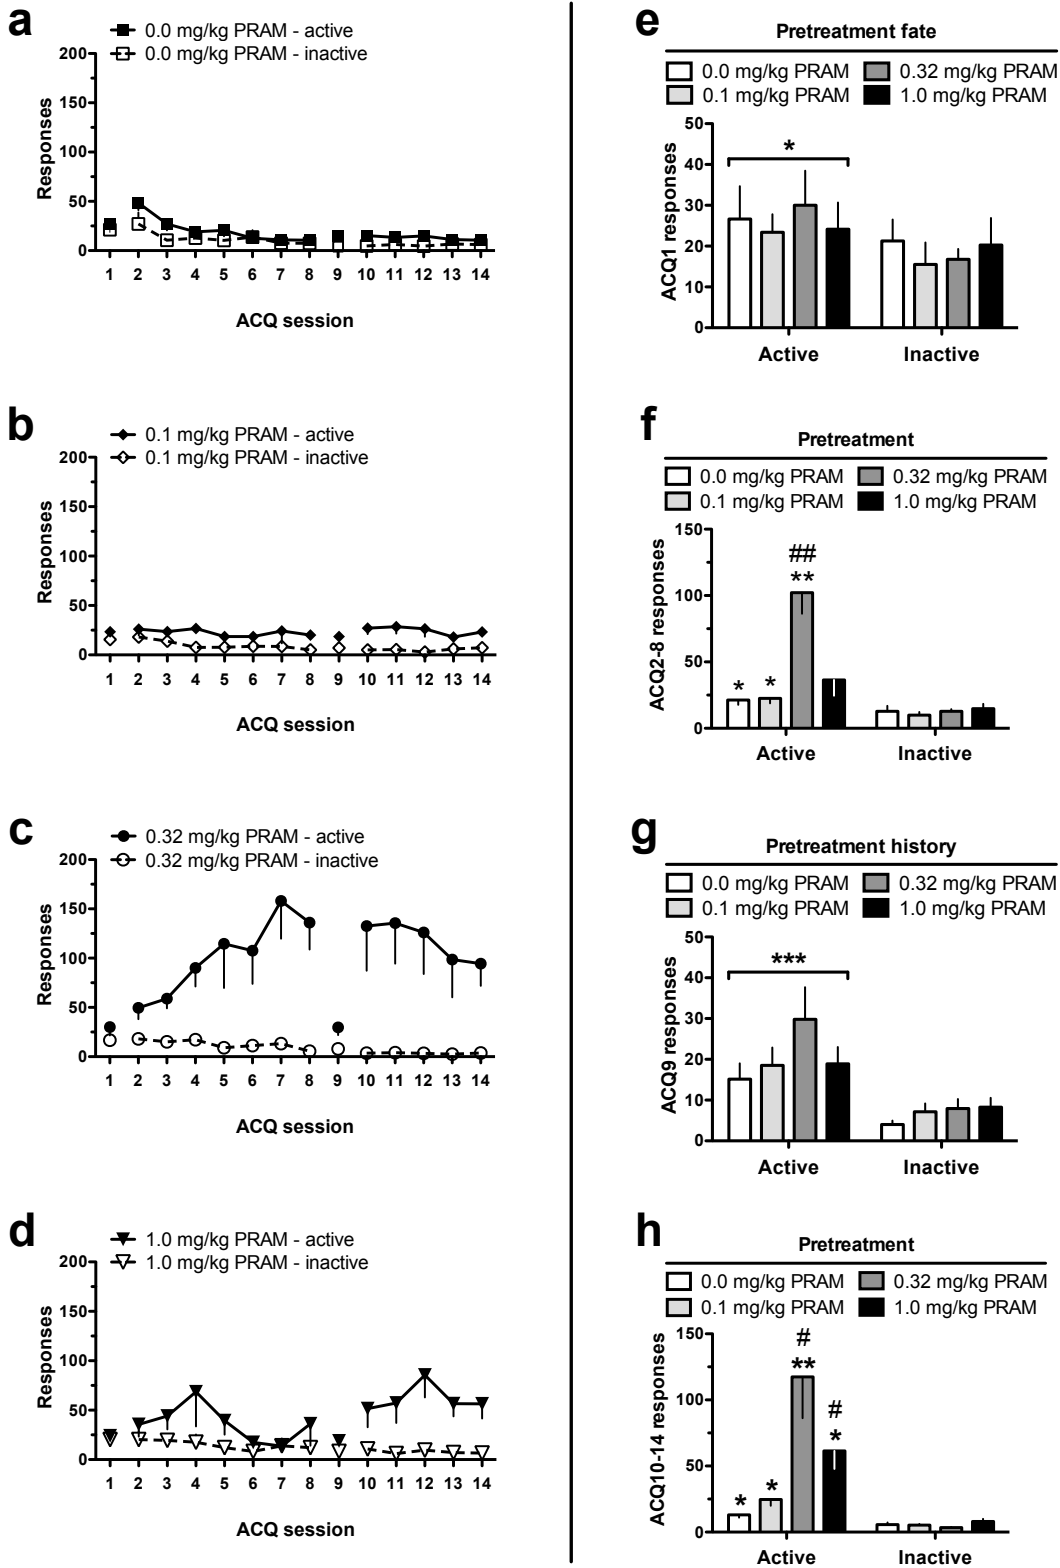 a
0.0 mg/kg PRAM - active
0.0 mg/kg PRAM - inactive
200
150
100
50
0
Responses
1 2 3 4 5 6 7 8 9 10 11 12 13 14
ACQ session
b
0.1 mg/kg PRAM - active
0.1 mg/kg PRAM - inactive
200
150
100
50
0
Responses
1 2 3 4 5 6 7 8 9 10 11 12 13 14
ACQ session
c
0.32 mg/kg PRAM - active
0.32 mg/kg PRAM - inactive
200
150
100
50
0
Responses
1 2 3 4 5 6 7 8 9 10 11 12 13 14
ACQ session
d
1.0 mg/kg PRAM - active
1.0 mg/kg PRAM - inactive
200
150
100
50
0
Responses
1 2 3 4 5 6 7 8 9 10 11 12 13 14
ACQ session
e
Pretreatment fate
0.0 mg/kg PRAM 0.32 mg/kg PRAM
0.1 mg/kg PRAM 1.0 mg/kg PRAM
50
40
30
20
10
0
ACQ1 responses
*
Active Inactive
f
Pretreatment
0.0 mg/kg PRAM 0.32 mg/kg PRAM
0.1 mg/kg PRAM 1.0 mg/kg PRAM
150
100
50
0
ACQ2-8 responses
##
**
* *
Active Inactive
g
Pretreatment history
0.0 mg/kg PRAM 0.32 mg/kg PRAM
0.1 mg/kg PRAM 1.0 mg/kg PRAM
50
40
30
20
10
0
ACQ9 responses
***
Active Inactive
h
Pretreatment
0.0 mg/kg PRAM 0.32 mg/kg PRAM
0.1 mg/kg PRAM 1.0 mg/kg PRAM
150
100
50
0
ACQ10-14 responses
#
**
#
*
* *
Active Inactive